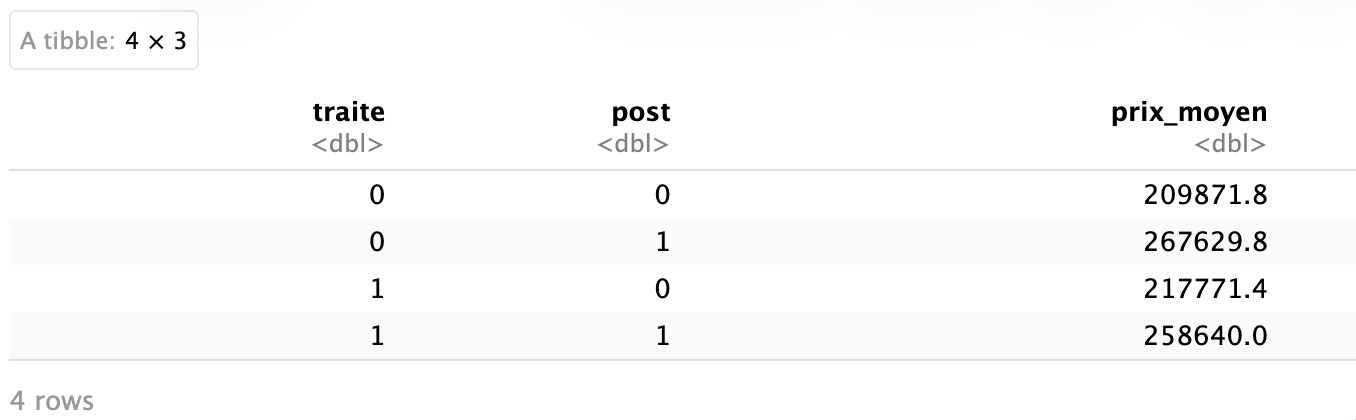 A tibble: 4 × 3
traite post prix_moyen
<dbl> <dbl> <dbl>
0 0 209871.8
0 1 267629.8
1 0 217771.4
1 1 258640.0
4 rows